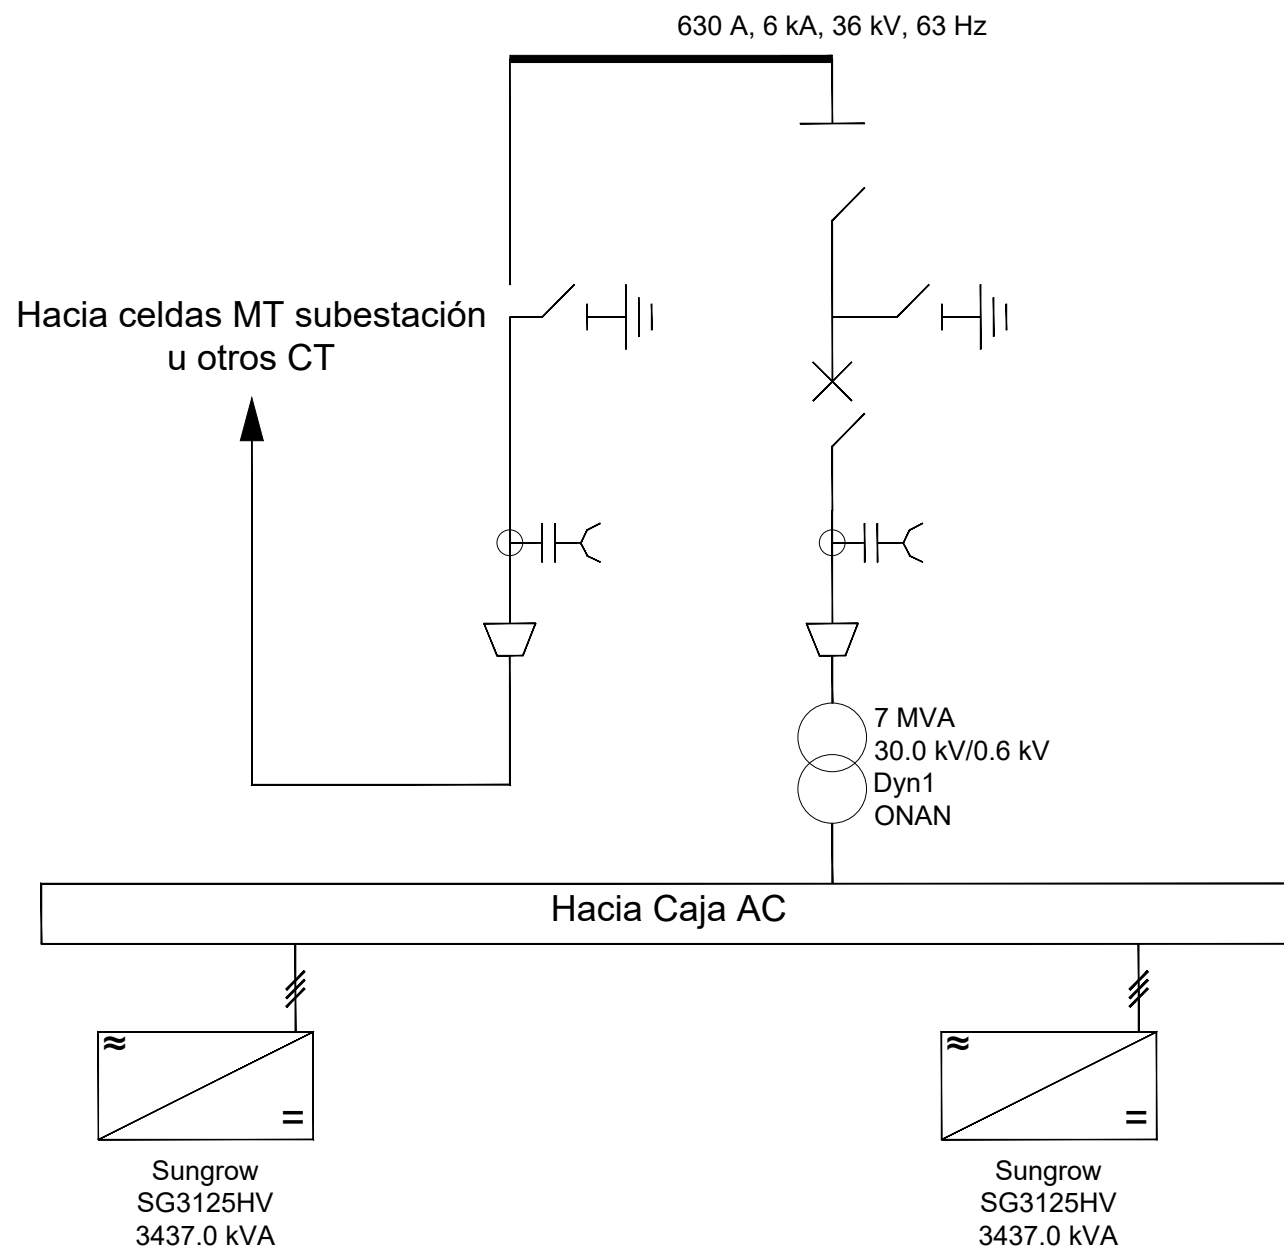 630 A, 6 kA, 36 kV, 63 Hz
Hacia celdas MT subestación
u otros CT
7 MVA
30.0 kV/0.6 kV
Dyn1
ONAN
Hacia Caja AC
≈
=
≈
=
Sungrow
SG3125HV
3437.0 kVA
Sungrow
SG3125HV
3437.0 kVA